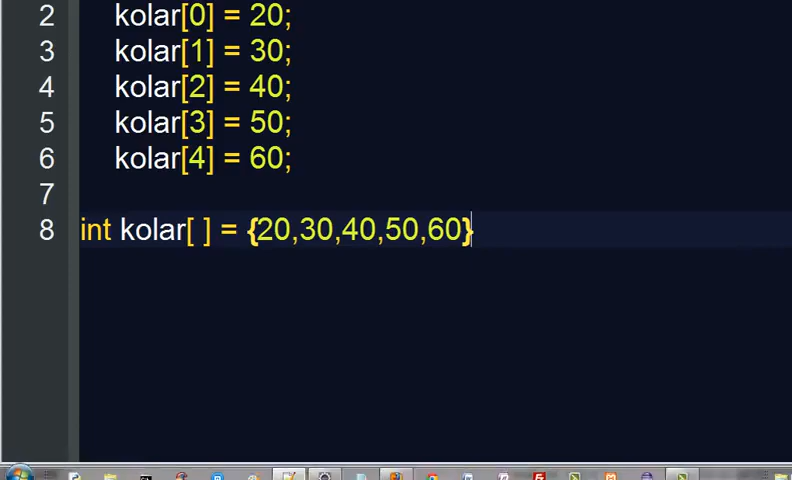 2 kolar[0] = 20;
3 kolar[1] = 30;
4 kolar[2] = 40;
5 kolar[3] = 50;
6 kolar[4] = 60;
7
8 int kolar[ ] = {20,30,40,50,60}